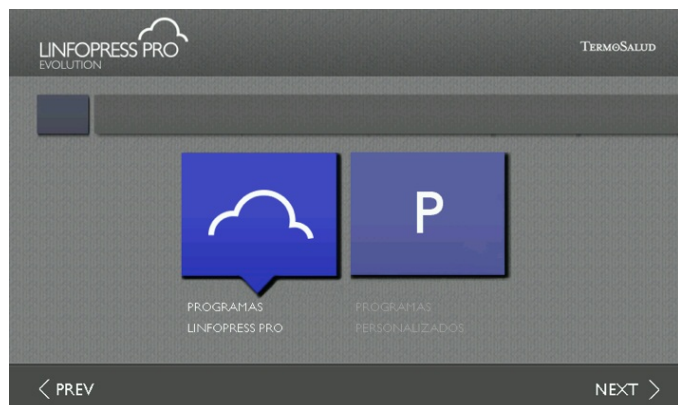 LINFOPRESS PRO
EVOLUTION
TERMOSALUD
P
PROGRAMAS
LINFOPRESS PRO
PROGRAMAS
PERSONALIZADOS
< PREV
NEXT >